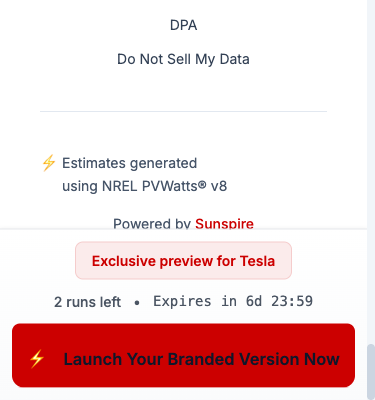 DPA
Do Not Sell My Data
⚡ Estimates generated
using NREL PVWatts® v8
Powered by Sunspire
Exclusive preview for Tesla
2 runs left • Expires in 6d 23:59
⚡ Launch Your Branded Version Now